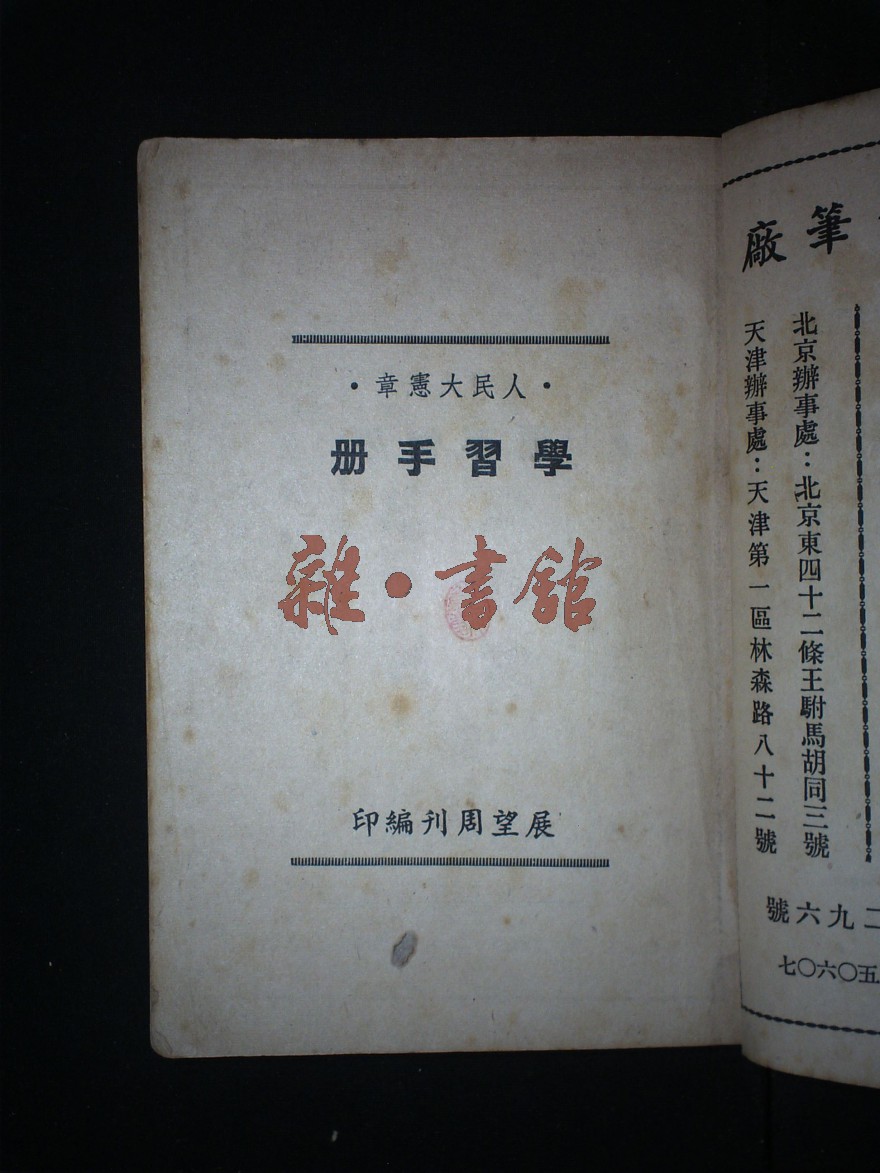 ·人民大憲章·
學習手册
雜·書館
展望周刊編印
筆廠
北京辦事處：北京東四十二條王駙馬胡同三號
天津辦事處：天津第一區林森路八十二號
二九六號
五〇六〇七